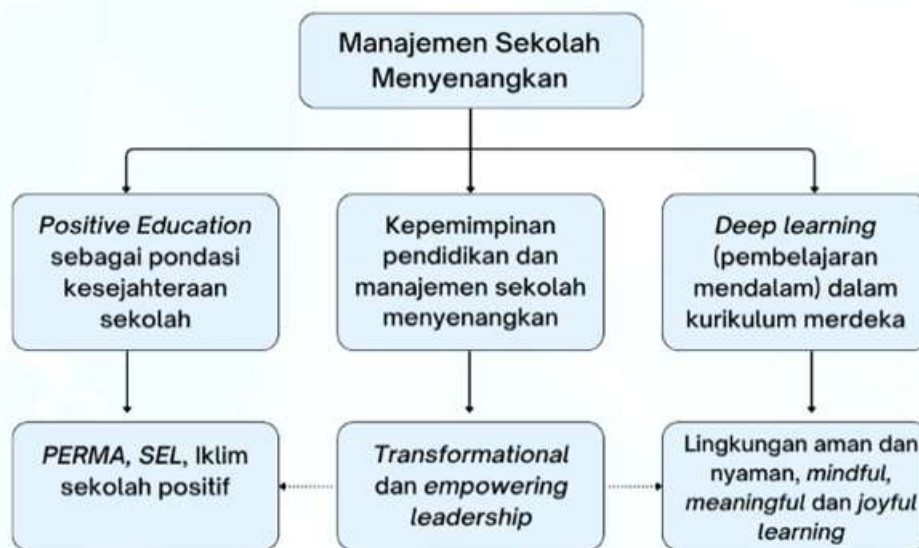 Manajemen Sekolah
Menyenangkan
Positive Education
sebagai pondasi
kesejahteraan
sekolah
Kepemimpinan
pendidikan dan
manajemen sekolah
menyenangkan
Deep learning
(pembelajaran
mendalam) dalam
kurikulum merdeka
PERMA, SEL, Iklim
sekolah positif
Transformational
dan empowering
leadership
Lingkungan aman dan
nyaman, mindful,
meaningful dan joyful
learning